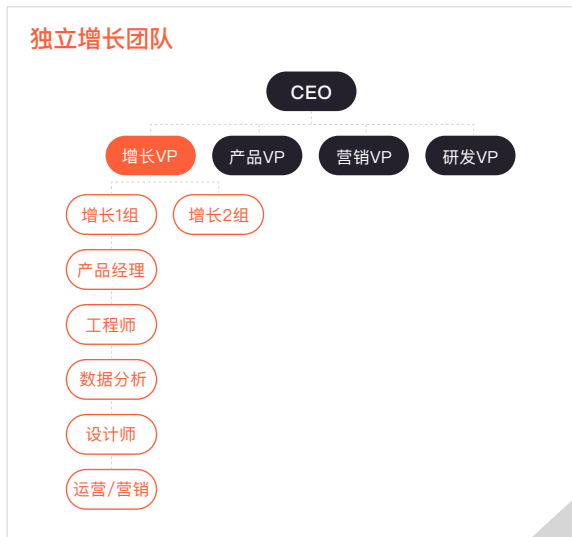 独立增长团队
CEO
增长VP
产品VP
营销VP
研发VP
增长1组
增长2组
产品经理
工程师
数据分析
设计师
运营/营销